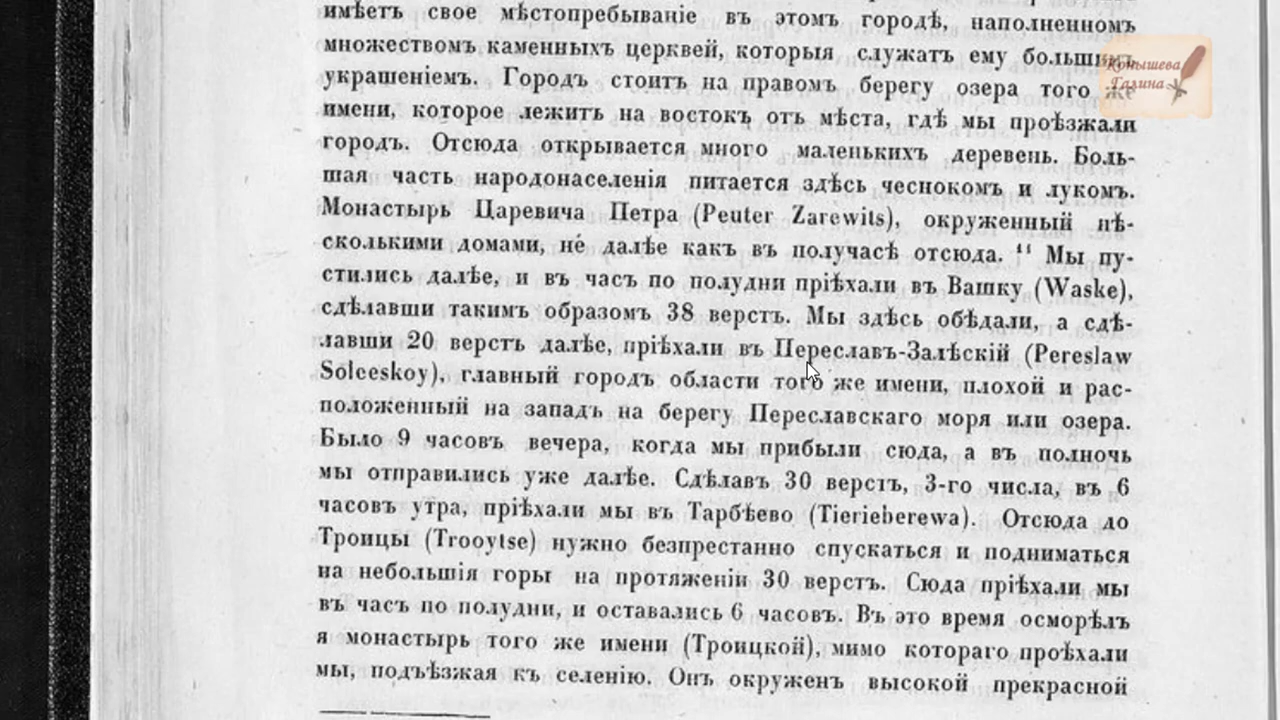 имѣетъ свое мѣстопребываніе въ этомъ городѣ, наполненномъ
множествомъ каменныхъ церквей, которыя служатъ ему большимъ
украшеніемъ. Городъ стоитъ на правомъ берегу озера того же
имени, которое лежитъ на востокъ отъ мѣста, гдѣ мы проѣзжали
городъ. Отсюда открывается много маленькихъ деревень. Боль-
шая часть народонаселенія питается здѣсь чеснокомъ и лукомъ.
Монастырь Царевича Петра (Peuter Zarewits), окруженный нѣ-
сколькими домами, не далѣе какъ въ получасѣ отсюда. ⁴¹ Мы пу-
стились далѣе, и въ часъ по полудни пріѣхали въ Вашку (Waske),
сдѣлавши такимъ образомъ 38 верстъ. Мы здѣсь обѣдали, а сдѣ-
лавши 20 верстъ далѣе, пріѣхали въ Переславъ-Залѣскій (Pereslaw
Solceskoy), главный городъ области того же имени, плохой и рас-
положенный на западъ на берегу Переславскаго моря или озера.
Было 9 часовъ вечера, когда мы прибыли сюда, а въ полночь
мы отправились уже далѣе. Сдѣлавъ 30 верстъ, 3-го числа, въ 6
часовъ утра, пріѣхали мы въ Тарбѣево (Tierieberewa). Отсюда до
Троицы (Trooytse) нужно безпрестанно спускаться и подниматься
на небольшія горы на протяженіи 30 верстъ. Сюда пріѣхали мы
въ часъ по полудни, и оставались 6 часовъ. Въ это время осморѣлъ
я монастырь того же имени (Троицкой), мимо котораго проѣхали
мы, подъѣзжая къ селенію. Онъ окруженъ высокой прекрасной
Конышева
Галина